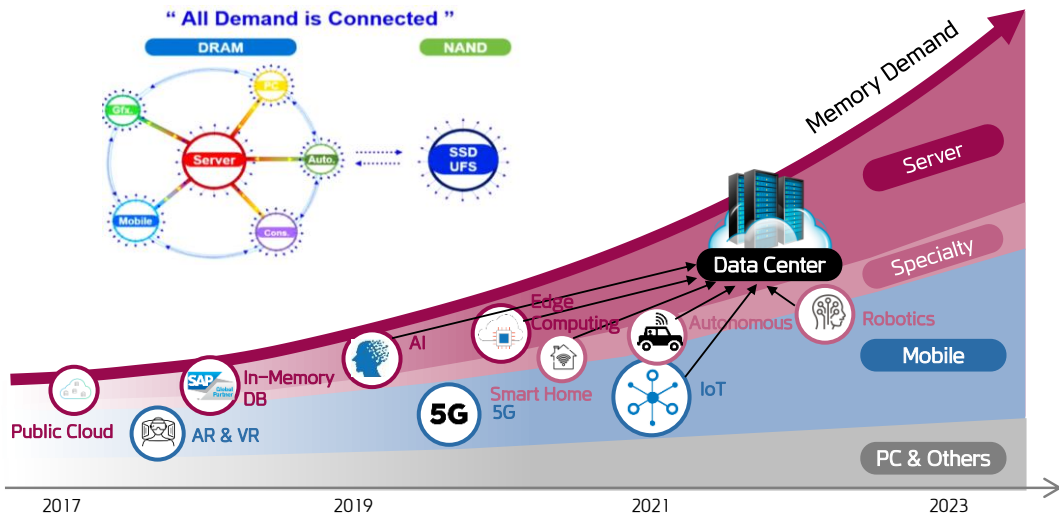 “ All Demand is Connected ”
DRAM
NAND
PC
Gfx.
Server
Auto.
SSD
UFS
Mobile
Cons.
Memory Demand
Server
Specialty
Mobile
PC & Others
Data Center
Edge
Computing
Autonomous
Robotics
AI
SAP
Global
Partner
In-Memory
DB
Smart Home
5G
5G
IoT
Public Cloud
AR & VR
2017
2019
2021
2023